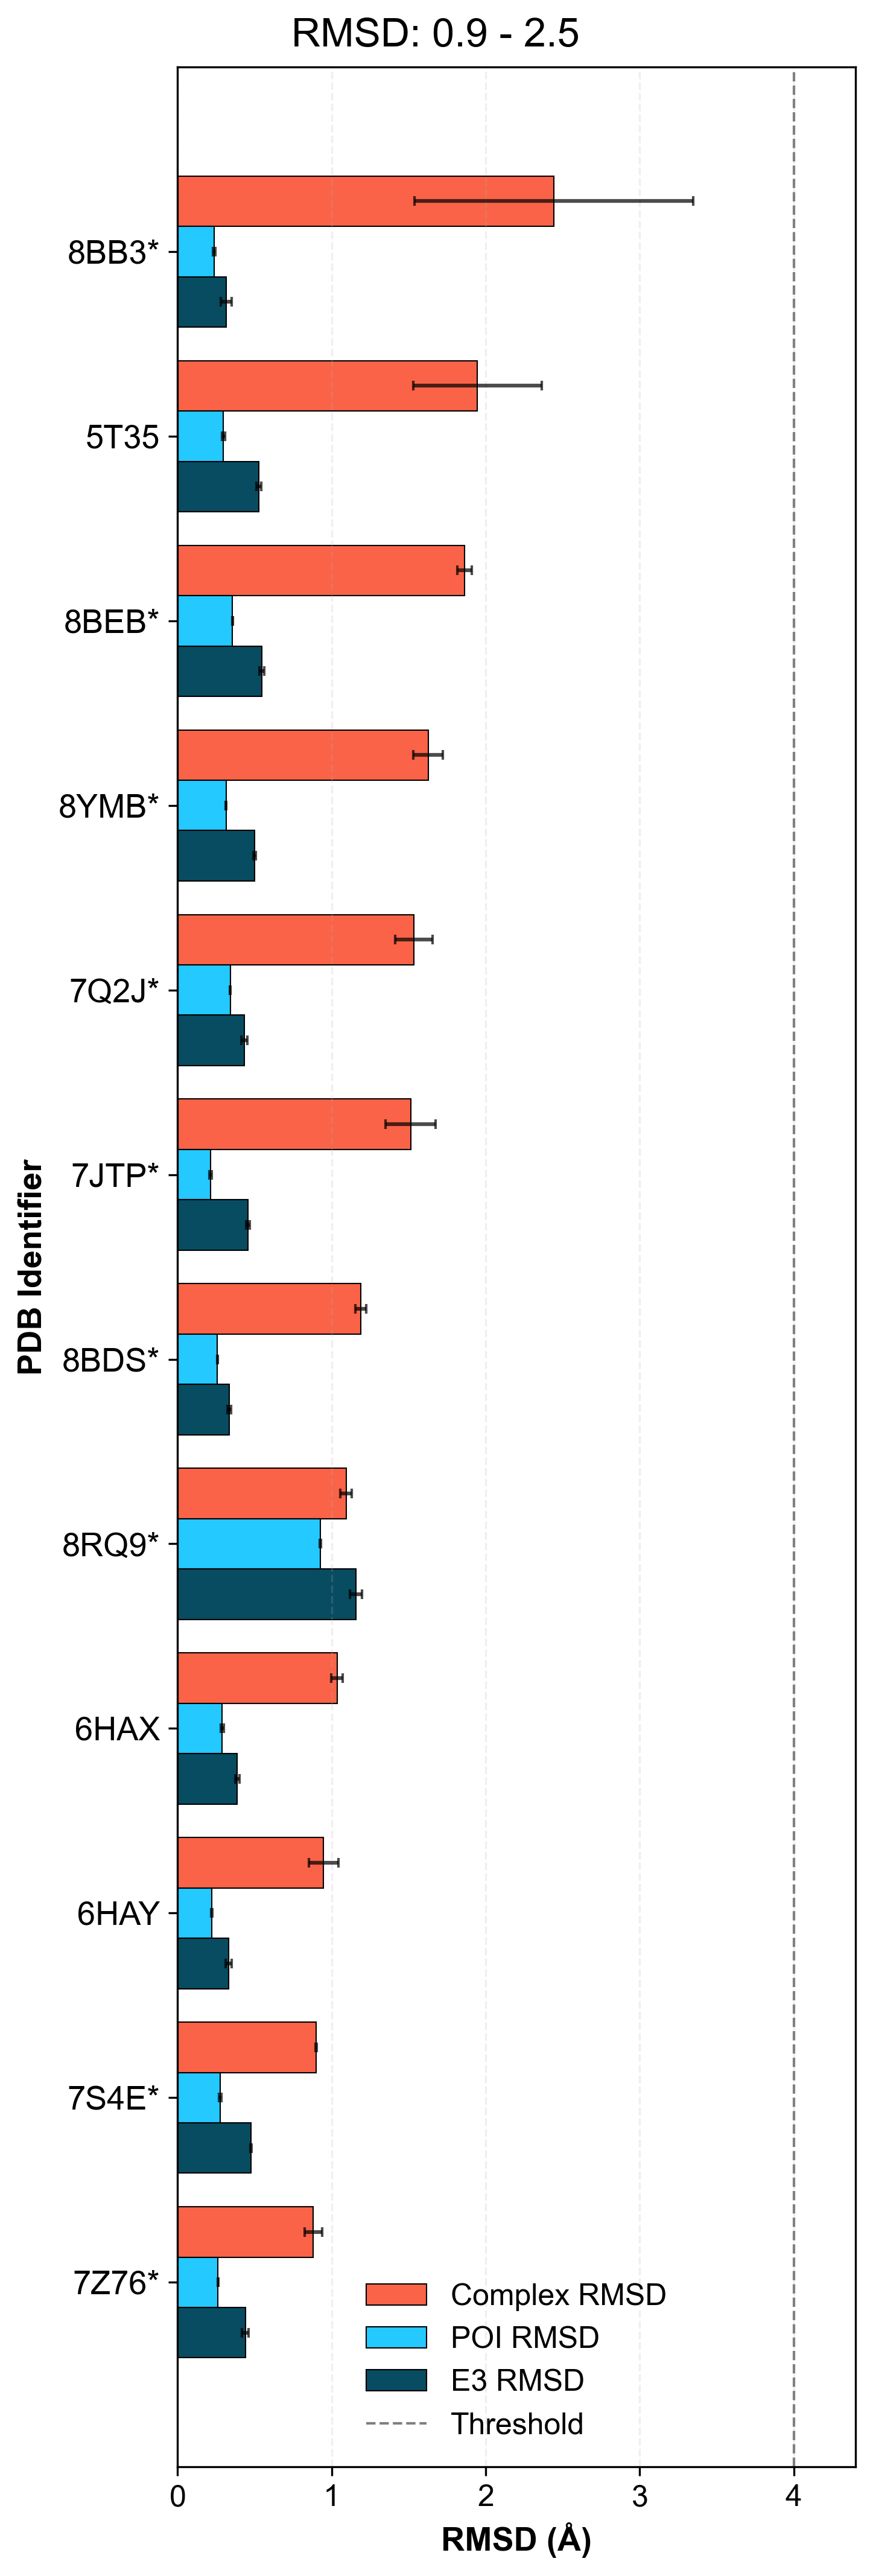 RMSD: 0.9 - 2.5
8BB3*
5T35
8BEB*
8YMB*
7Q2J*
7JTP*
8BDS*
8RQ9*
6HAX
6HAY
7S4E*
7Z76*
PDB Identifier
Complex RMSD
POI RMSD
E3 RMSD
Threshold
0 1 2 3 4
RMSD (Å)